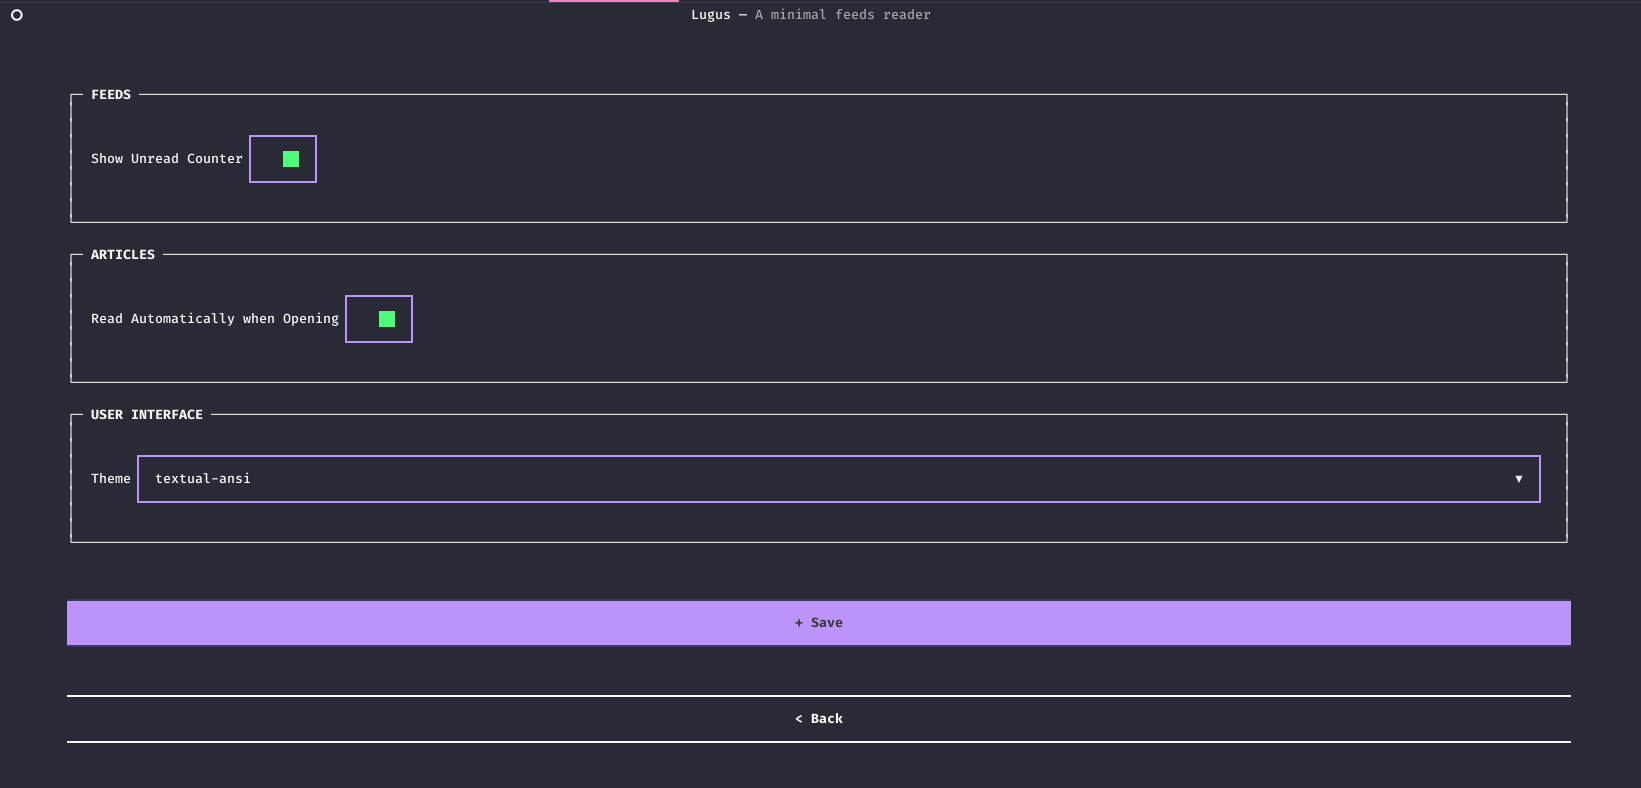 Lugus — A minimal feeds reader
FEEDS
Show Unread Counter
ARTICLES
Read Automatically when Opening
USER INTERFACE
Theme textual-ansi ▼
+ Save
< Back